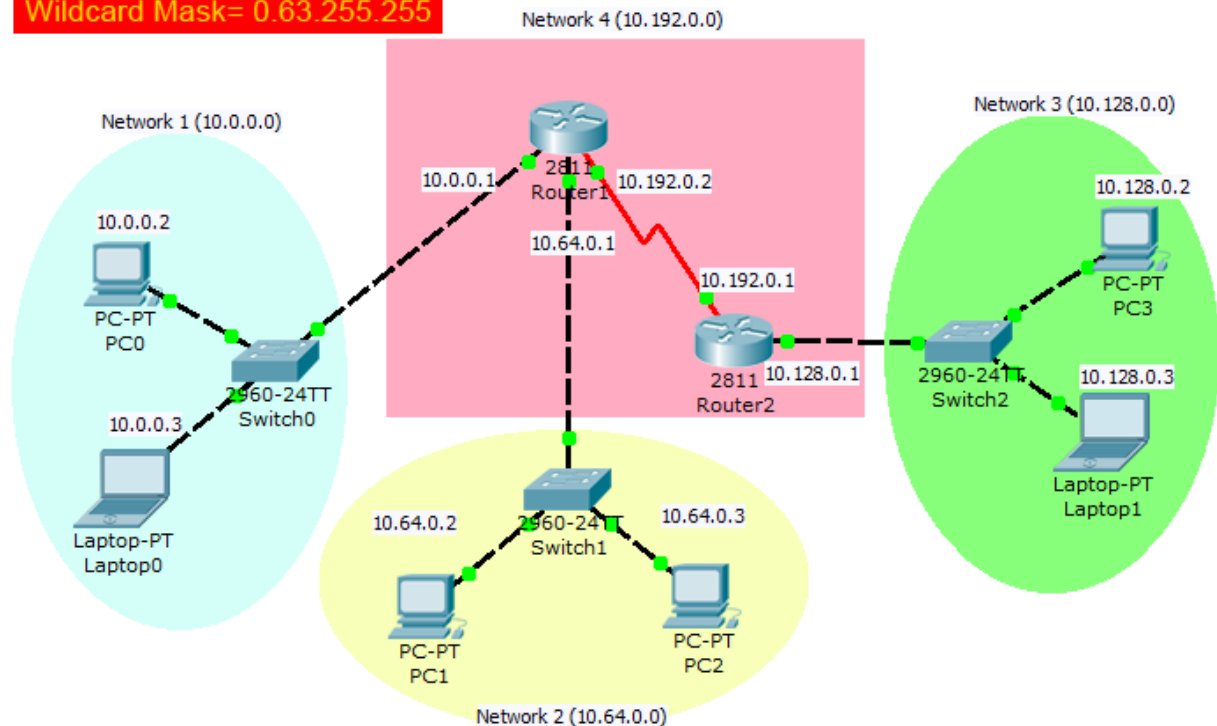 Wildcard Mask= 0.63.255.255
Network 4 (10.192.0.0)
Network 1 (10.0.0.0)
Network 3 (10.128.0.0)
2811
Router1
10.0.0.1
10.192.0.2
10.64.0.1
10.192.0.1
2811
Router2
10.128.0.1
10.0.0.2
PC-PT
PC0
2960-24TT
Switch0
10.0.0.3
Laptop-PT
Laptop0
10.128.0.2
PC-PT
PC3
2960-24TT
Switch2
10.128.0.3
Laptop-PT
Laptop1
2960-24TT
Switch1
10.64.0.2
10.64.0.3
PC-PT
PC1
PC-PT
PC2
Network 2 (10.64.0.0)